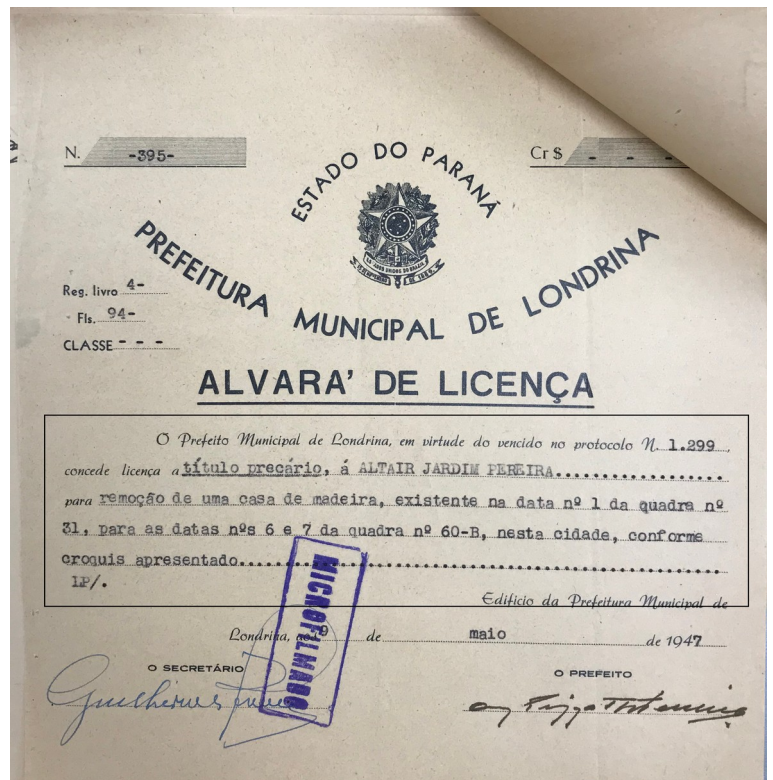 N. -395-
Cr $ - - -
ESTADO DO PARANÁ
PREFEITURA MUNICIPAL DE LONDRINA
Reg. livro 4-
Fls. 94-
CLASSE - - -
ALVARA' DE LICENÇA
O Prefeito Municipal de Londrina, em virtude do vencido no protocolo N. 1.299,
concede licença a título precário, á ALTAIR JARDIM PEREIRA
para remoção de uma casa de madeira, existente na data nº 1 da quadra nº
31, para as datas nºs 6 e 7 da quadra nº 60-B, nesta cidade, conforme
croquis apresentado
IP/.
Edifício da Prefeitura Municipal de
Londrina, ao 9 de maio de 1947
MICROFILMADO
O SECRETÁRIO
O PREFEITO